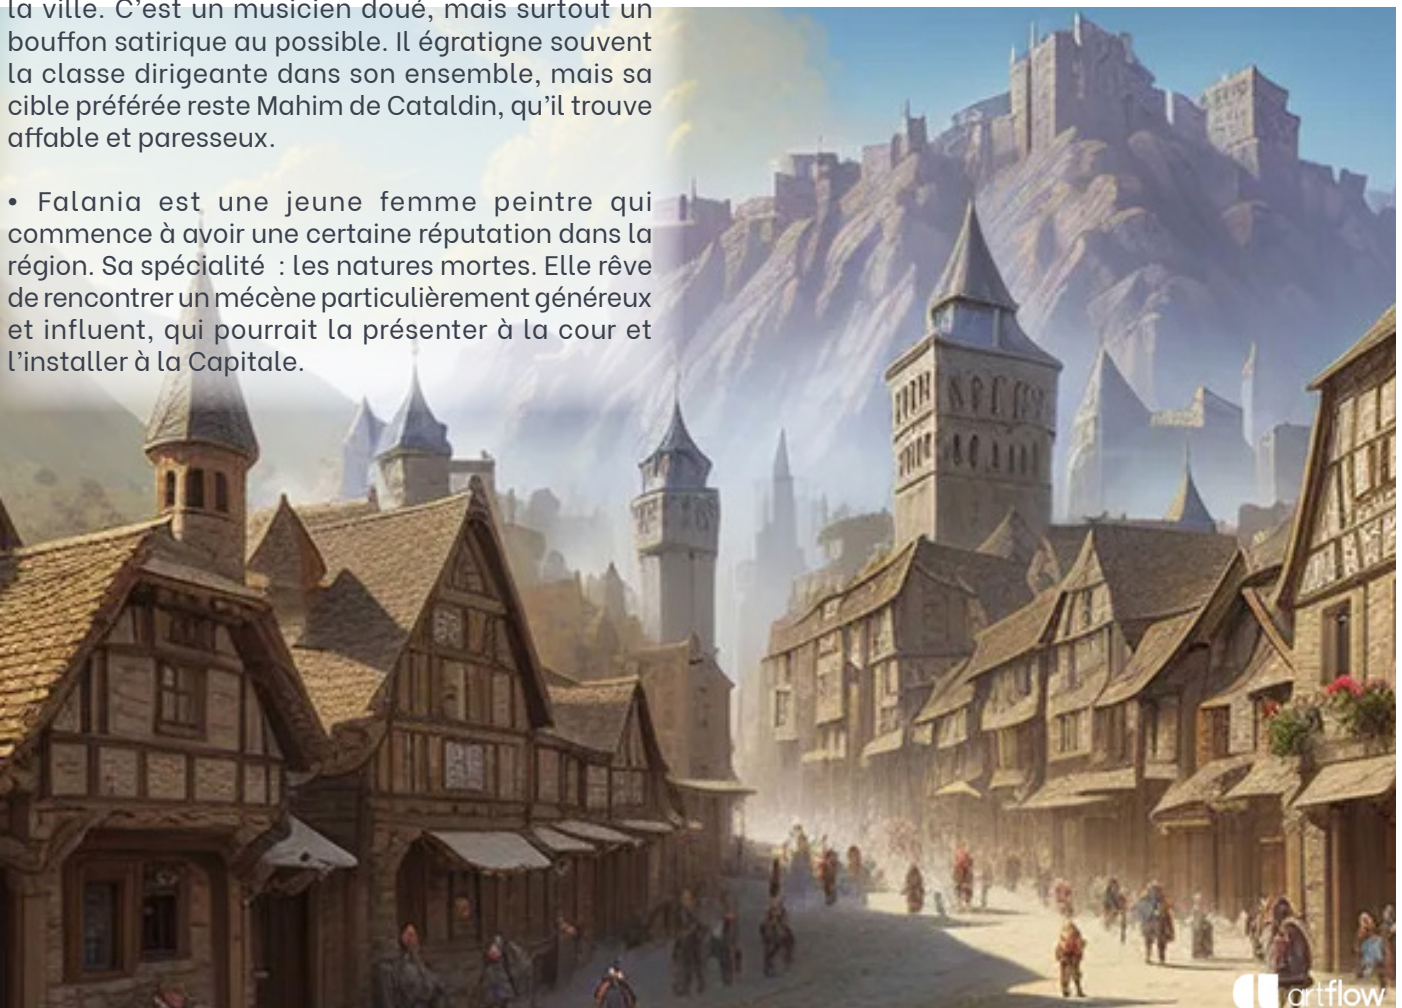 la ville. C’est un musicien doué, mais surtout un
bouffon satirique au possible. Il égratigne souvent
la classe dirigeante dans son ensemble, mais sa
cible préférée reste Mahim de Cataldin, qu’il trouve
affable et paresseux.
• Falania est une jeune femme peintre qui
commence à avoir une certaine réputation dans la
région. Sa spécialité : les natures mortes. Elle rêve
de rencontrer un mécène particulièrement généreux
et influent, qui pourrait la présenter à la cour et
l’installer à la Capitale.
artflow